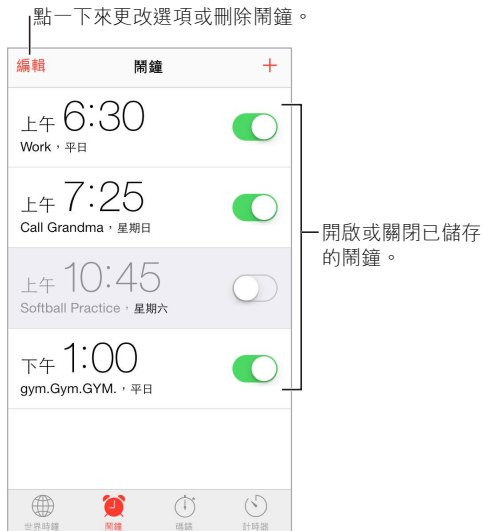 點一下來更改選項或刪除鬧鐘。
編輯 鬧鐘 +
上午 6:30
Work，平日
上午 7:25
Call Grandma，星期日
開啟或關閉已儲存
的鬧鐘。
上午 10:45
Softball Practice，星期六
下午 1:00
gym.Gym.GYM.，平日
世界時鐘 鬧鐘 碼錶 計時器